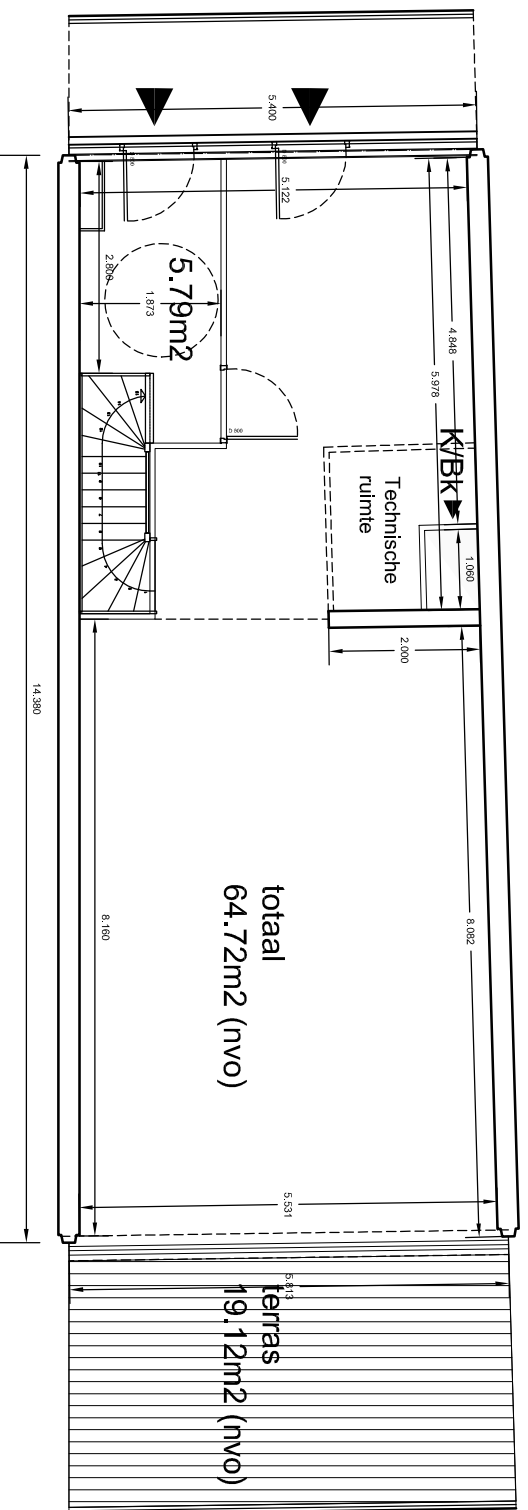 5.400
5.122
2.800
1.873
5.79m2
4.848
5.978
K/Bk
Technische
ruimte
1.060
2.000
D 800
14.380
8.160
8.082
totaal
64.72m2 (nvo)
5.531
5.813
terras
19.12m2 (nvo)